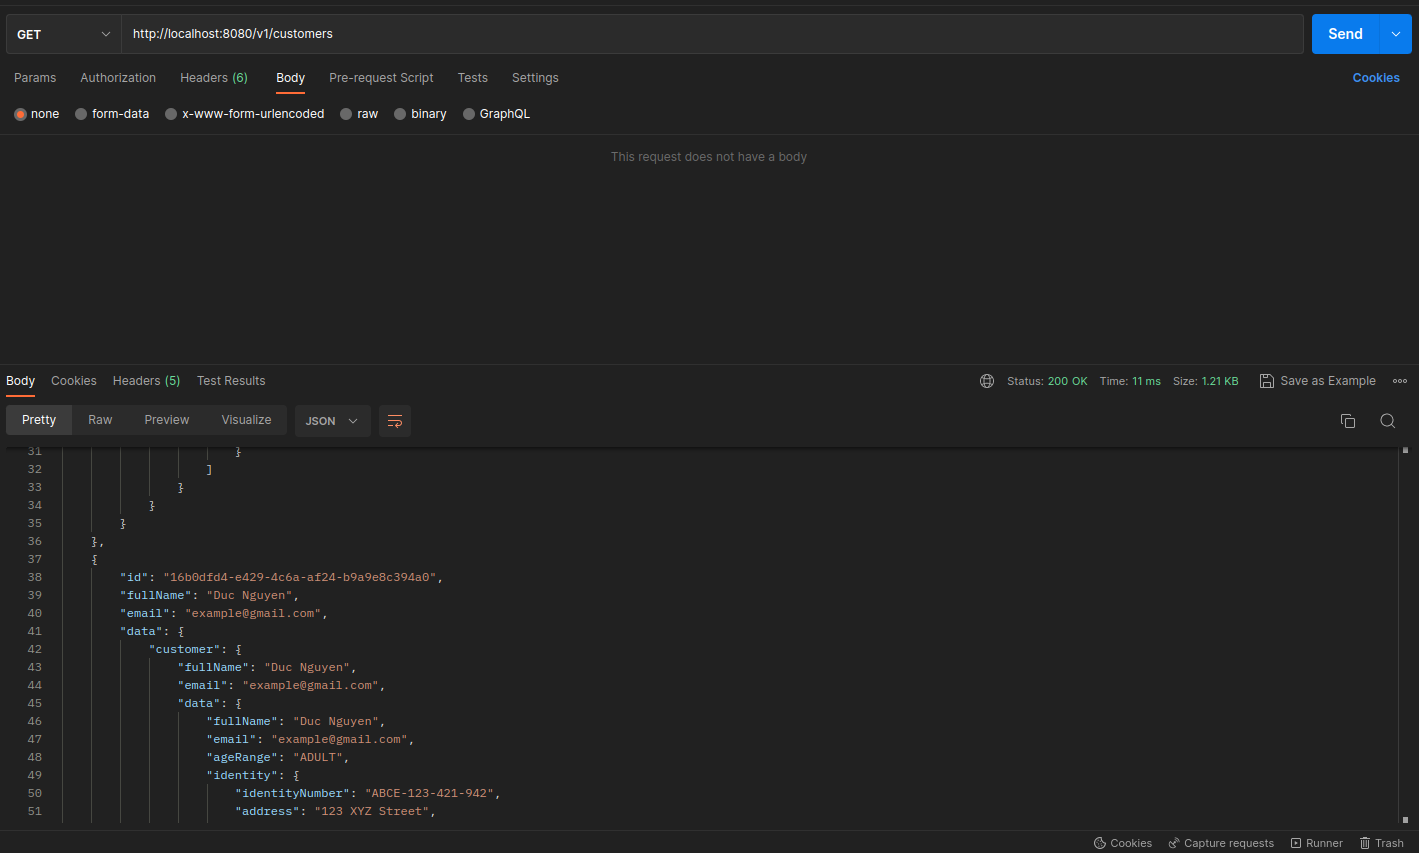 GET http://localhost:8080/v1/customers Send
Params Authorization Headers (6) Body Pre-request Script Tests Settings Cookies
none form-data x-www-form-urlencoded raw binary GraphQL
This request does not have a body
Body Cookies Headers (5) Test Results Status: 200 OK Time: 11 ms Size: 1.21 KB Save as Example
Pretty Raw Preview Visualize JSON
31 }
32 ]
33 }
34 }
35 }
36 },
37 {
38 "id": "16b0dfd4-e429-4c6a-af24-b9a9e8c394a0",
39 "fullName": "Duc Nguyen",
40 "email": "example@gmail.com",
41 "data": {
42 "customer": {
43 "fullName": "Duc Nguyen",
44 "email": "example@gmail.com",
45 "data": {
46 "fullName": "Duc Nguyen",
47 "email": "example@gmail.com",
48 "ageRange": "ADULT",
49 "identity": {
50 "identityNumber": "ABCE-123-421-942",
51 "address": "123 XYZ Street",
Cookies Capture requests Runner Trash